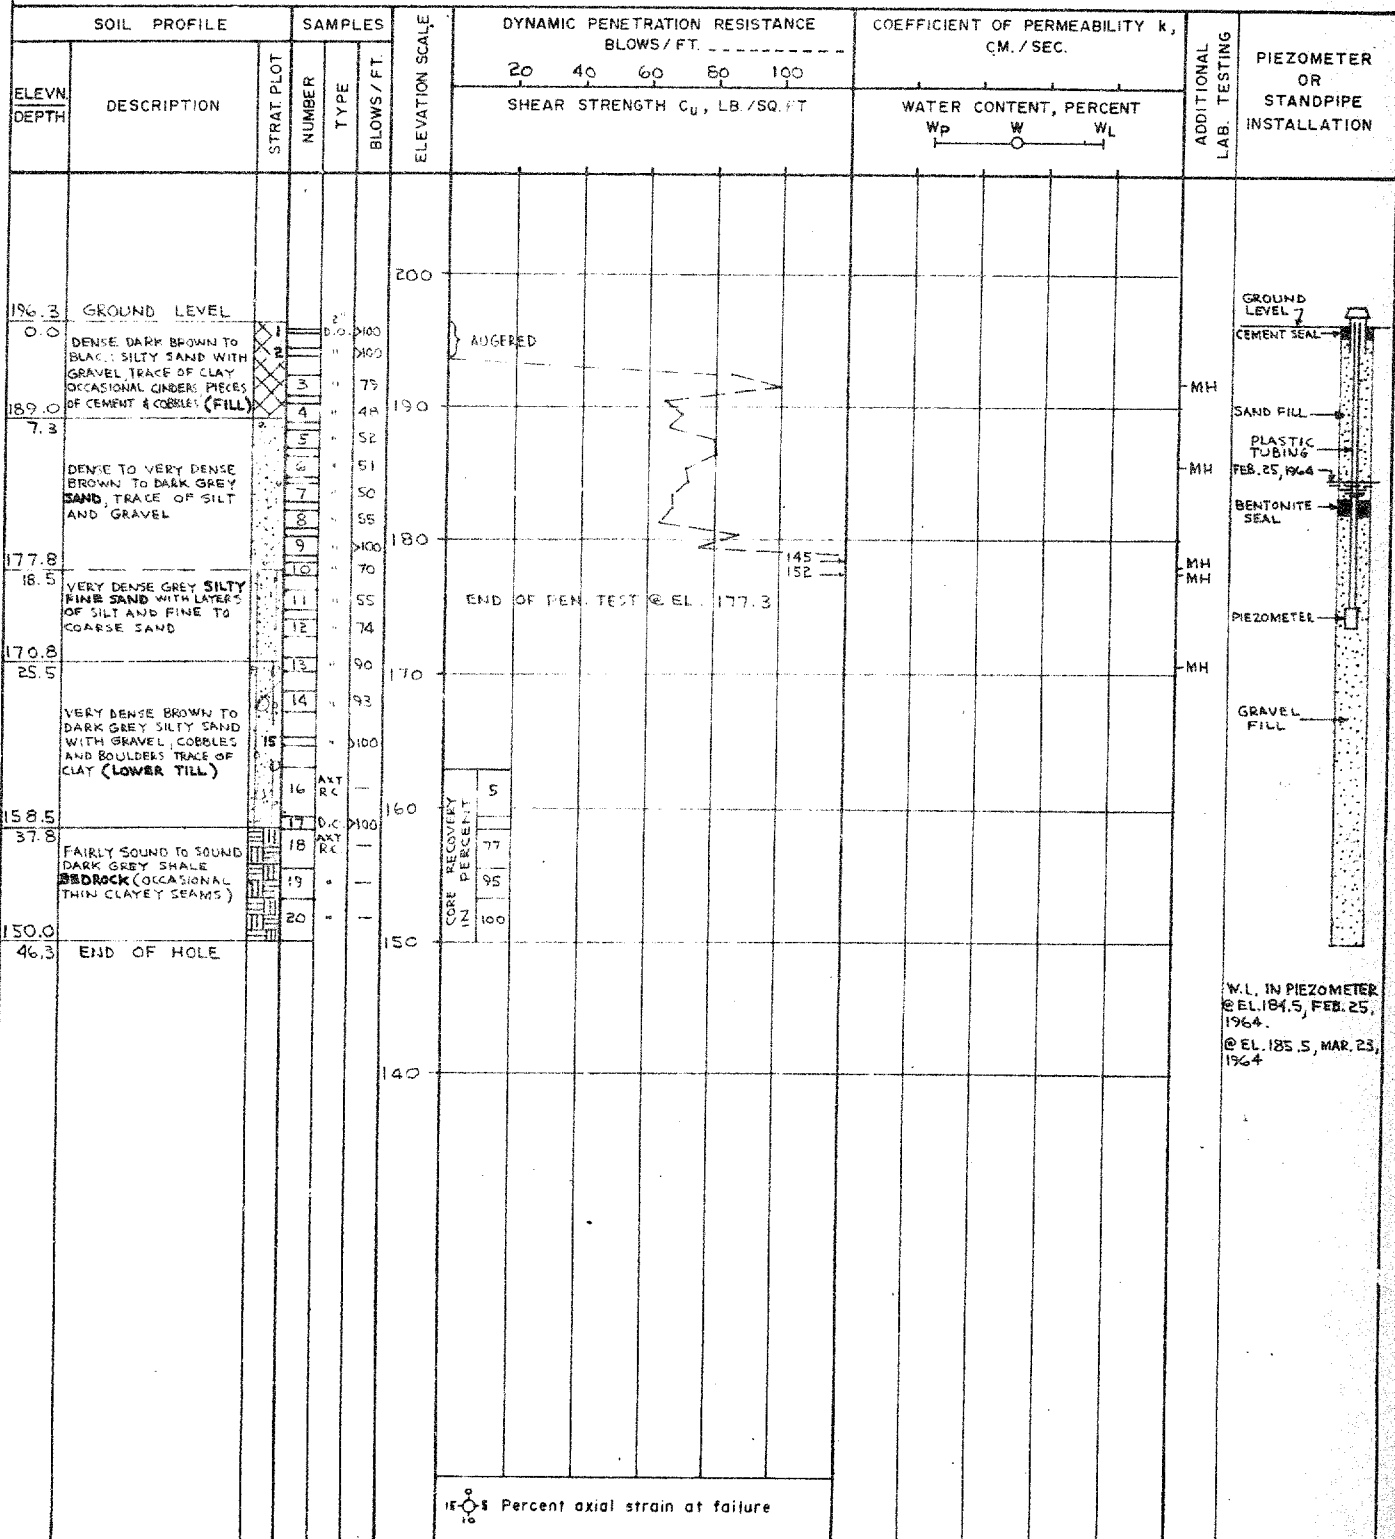 SOIL PROFILE
SAMPLES
ELEVATION SCALE
DYNAMIC PENETRATION RESISTANCE
BLOWS / FT.
20 40 60 80 100
SHEAR STRENGTH Cu, LB./SQ.FT
COEFFICIENT OF PERMEABILITY k,
CM. / SEC.
WATER CONTENT, PERCENT
WP W WL
ADDITIONAL
LAB. TESTING
PIEZOMETER
OR
STANDPIPE
INSTALLATION
ELEVN.
DEPTH
DESCRIPTION
STRAT. PLOT
NUMBER
TYPE
BLOWS / FT.
196.3 GROUND LEVEL
0.0
DENSE DARK BROWN TO
SILTY SAND WITH
GRAVEL, TRACE OF CLAY
OCCASIONAL CINDERS PIECES
OF CEMENT & COBBLES (FILL)
189.0
7.3
DENSE TO VERY DENSE
BROWN TO DARK GREY
SAND, TRACE OF SILT
AND GRAVEL
177.8
18.5
VERY DENSE GREY SILTY
FINE SAND WITH LAYERS
OF SILT AND FINE TO
COARSE SAND
170.8
25.5
VERY DENSE BROWN TO
DARK GREY SILTY SAND
WITH GRAVEL, COBBLES
AND BOULDERS TRACE OF
CLAY (LOWER TILL)
158.5
37.8
FAIRLY SOUND TO SOUND
DARK GREY SHALE
BEDROCK (OCCASIONAL
THIN CLAYEY SEAMS)
150.0
46.3 END OF HOLE
2"
1 D.O. >100
2 " >100
3 " 79
4 " 48
5 " 52
6 " 51
7 " 50
8 " 55
9 " >100
10 " 70
11 " 55
12 " 74
13 " 90
14 " 93
15 " >100
16 AXT RC —
17 >100
18 AXT RC —
19 " —
20 " —
200
190
180
170
160
150
140
AUGERED
145
152
END OF PEN. TEST @ EL. 177.3
CORE RECOVERY
IN PERCENT
5
77
95
100
MH
MH
MH
MH
MH
GROUND
LEVEL
CEMENT SEAL
SAND FILL
PLASTIC
TUBING
FEB. 25, 1964
BENTONITE
SEAL
PIEZOMETER
GRAVEL
FILL
W.L. IN PIEZOMETER
@ EL.184.5, FEB. 25,
1964.
@ EL. 185.5, MAR. 23,
1964
0
15 5 Percent axial strain at failure
10